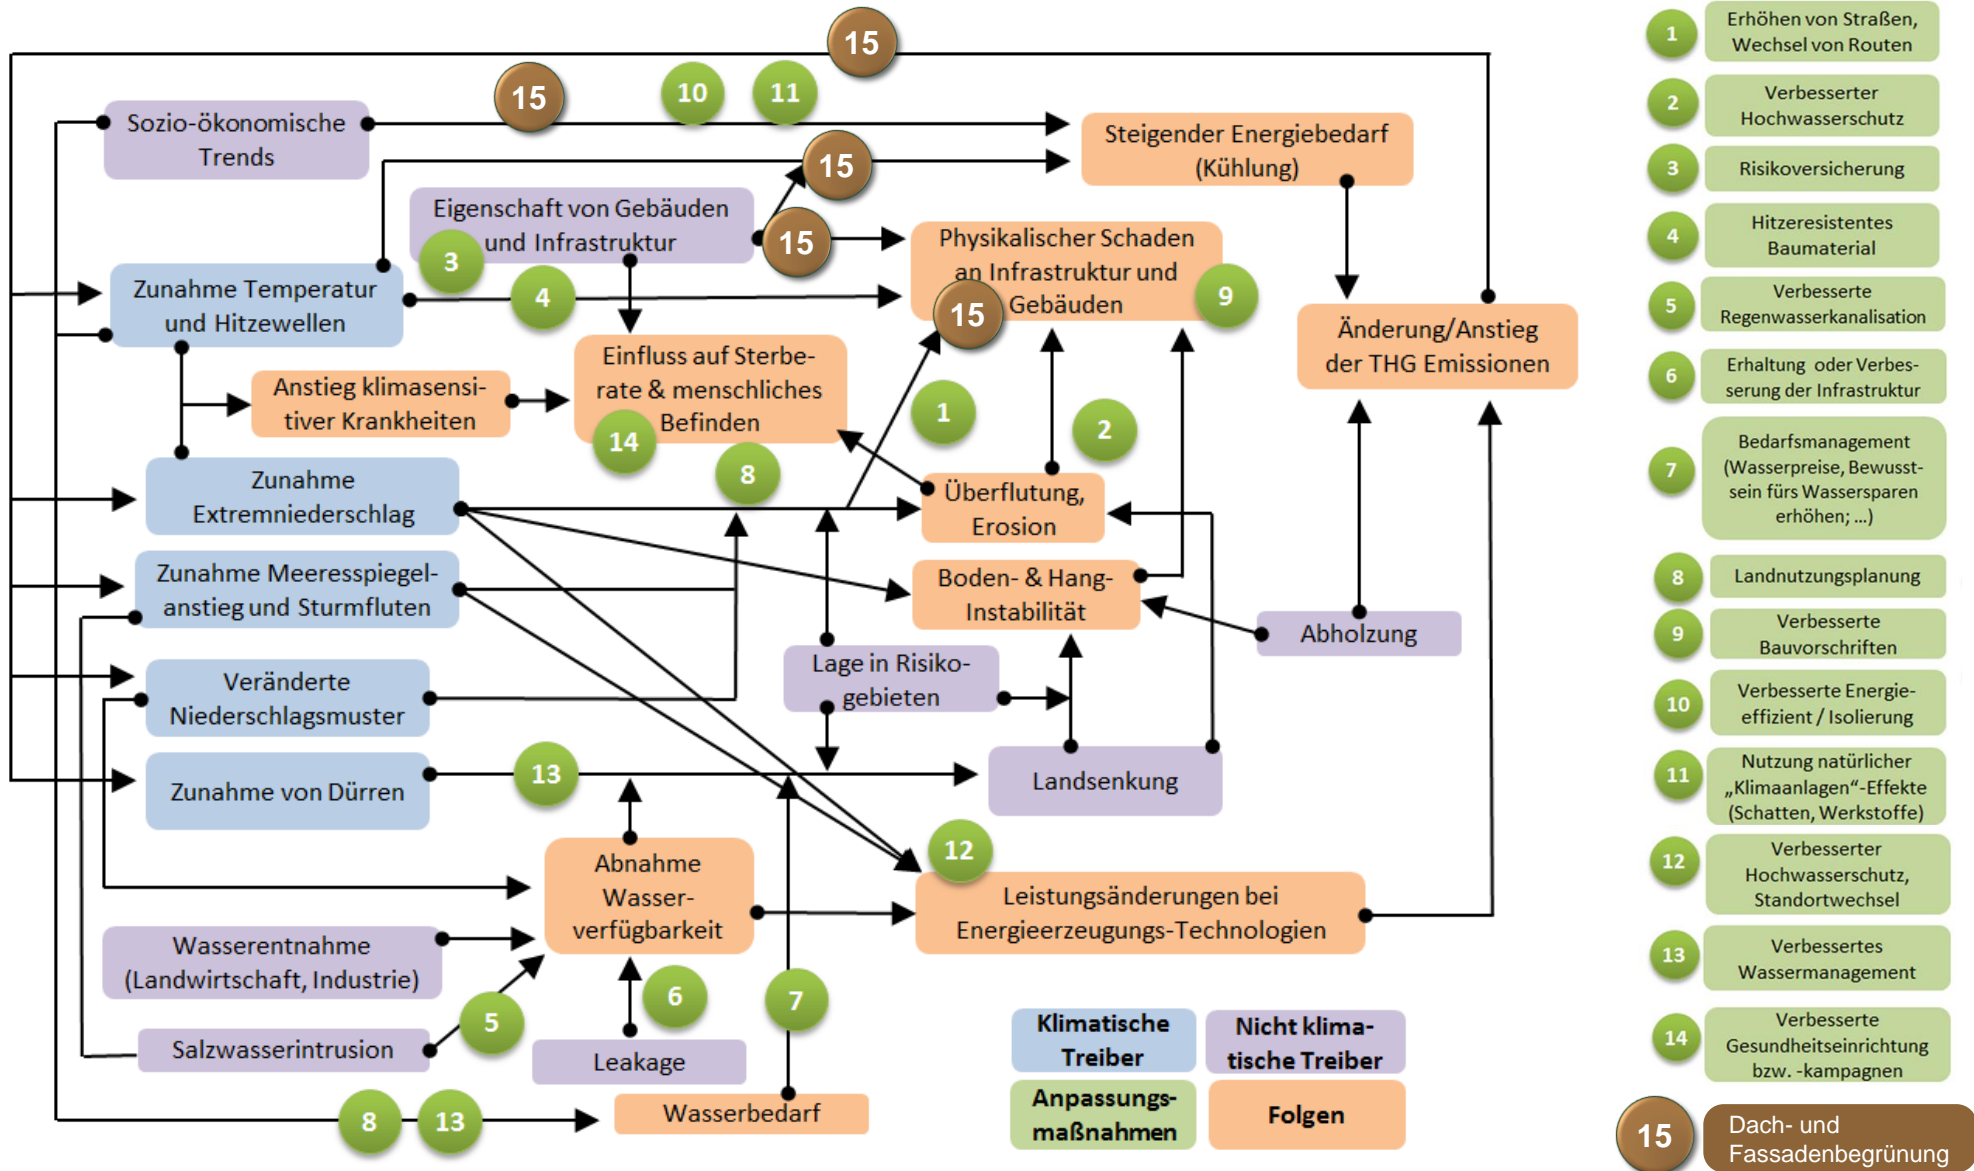 15
15
10
11
Sozio-ökonomische
Trends
Steigender Energiebedarf
(Kühlung)
15
Eigenschaft von Gebäuden
und Infrastruktur
15
3
Physikalischer Schaden
an Infrastruktur und
Gebäuden
9
15
Zunahme Temperatur
und Hitzewellen
4
Einfluss auf Sterbe-
rate & menschliches
Befinden
14
Änderung/Anstieg
der THG Emissionen
Anstieg klimasensi-
tiver Krankheiten
1
2
8
Zunahme
Extremniederschlag
Überflutung,
Erosion
Zunahme Meeresspiegel-
anstieg und Sturmfluten
Boden- & Hang-
Instabilität
Abholzung
Veränderte
Niederschlagsmuster
Lage in Risiko-
gebieten
Zunahme von Dürren
13
Landsenkung
Abnahme
Wasser-
verfügbarkeit
12
Leistungsänderungen bei
Energieerzeugungs-Technologien
Wasserentnahme
(Landwirtschaft, Industrie)
5
6
7
Salzwasserintrusion
Leakage
8
13
Wasserbedarf
Klimatische
Treiber
Nicht klima-
tische Treiber
Anpassungs-
maßnahmen
Folgen
1
Erhöhen von Straßen,
Wechsel von Routen
2
Verbesserter
Hochwasserschutz
3
Risikoversicherung
4
Hitzeresistentes
Baumaterial
5
Verbesserte
Regenwasserkanalisation
6
Erhaltung oder Verbes-
serung der Infrastruktur
7
Bedarfsmanagement
(Wasserpreise, Bewusst-
sein fürs Wassersparen
erhöhen; ...)
8
Landnutzungsplanung
9
Verbesserte
Bauvorschriften
10
Verbesserte Energie-
effizient / Isolierung
11
Nutzung natürlicher
„Klimaanlagen“-Effekte
(Schatten, Werkstoffe)
12
Verbesserter
Hochwasserschutz,
Standortwechsel
13
Verbessertes
Wassermanagement
14
Verbesserte
Gesundheitseinrichtung
bzw. -kampagnen
15
Dach- und
Fassadenbegrünung